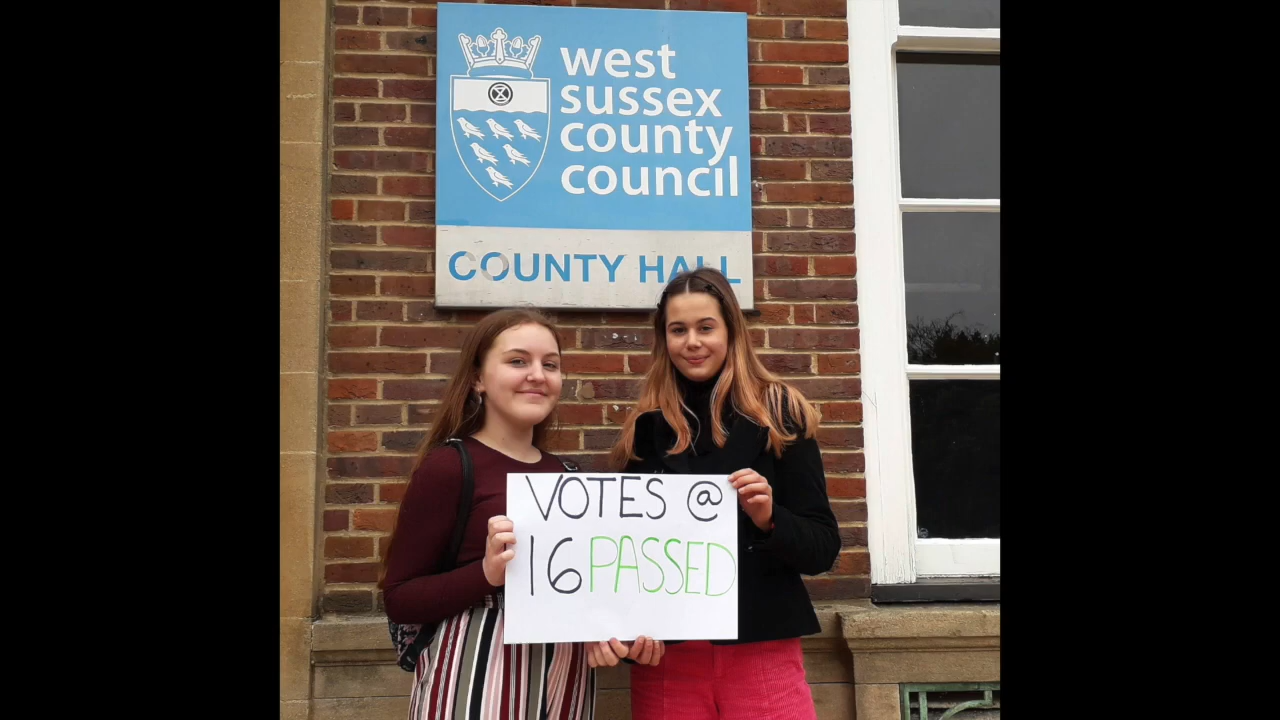 west
sussex
county
council
COUNTY HALL
VOTES @
16 PASSED